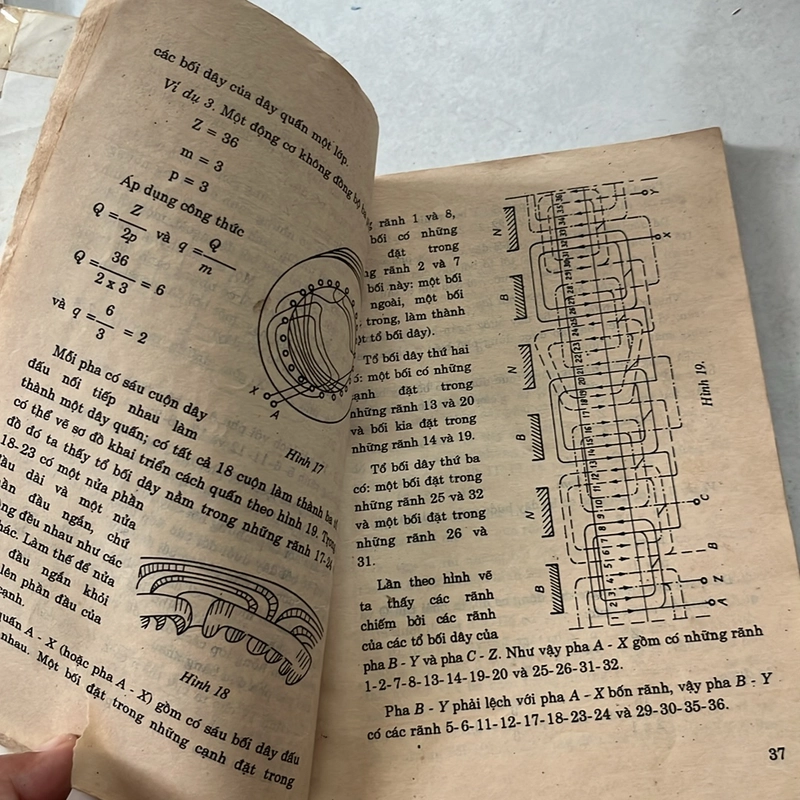 các bối dây của dây quấn một lớp.
Ví dụ 3. Một động cơ không đồng bộ
Z = 36
m = 3
p = 3
Áp dụng công thức
Q = Z / 2p và q = Q / m
Q = 36 / 2 x 3 = 6
và q = 6 / 3 = 2
Mỗi pha có sáu cuộn dây
đấu nối tiếp nhau làm
thành một dây quấn; có tất cả 18 cuộn làm thành ba
có thể vẽ sơ đồ khai triển cách quấn theo hình 19. Trong
đồ đó ta thấy tổ bối dây nằm trong những rãnh 17-24
18-23 có một nửa phần
đầu dài và một nửa
đầu ngắn, chứ
đều nhau như các
Làm thế để nửa
đầu ngắn khỏi
lên phần đầu của
cạnh.
quấn A - X (hoặc pha A - X) gồm có sáu bối dây đấu
nhau. Một bối đặt trong những cạnh đặt trong
X
A
Hình 17
Hình 18
rãnh 1 và 8,
bối có những
đặt trong
rãnh 2 và 7
bối này: một bối
ngoài, một bối
trong, làm thành
tổ bối dây).
Tổ bối dây thứ hai
có: một bối có những
cạnh đặt trong
những rãnh 13 và 20
và bối kia đặt trong
những rãnh 14 và 19.
Tổ bối dây thứ ba
có: một bối đặt trong
những rãnh 25 và 32
và một bối đặt trong
những rãnh 26 và
31.
Lần theo hình vẽ
ta thấy các rãnh
chiếm bởi các rãnh
của các tổ bối dây của
pha B - Y và pha C - Z. Như vậy pha A - X gồm có những rãnh
1-2-7-8-13-14-19-20 và 25-26-31-32.
Pha B - Y phải lệch với pha A - X bốn rãnh, vậy pha B - Y
có các rãnh 5-6-11-12-17-18-23-24 và 29-30-35-36.
N
B
N
B
N
B
Y
X
C
B
Z
A
Hình 19.
37